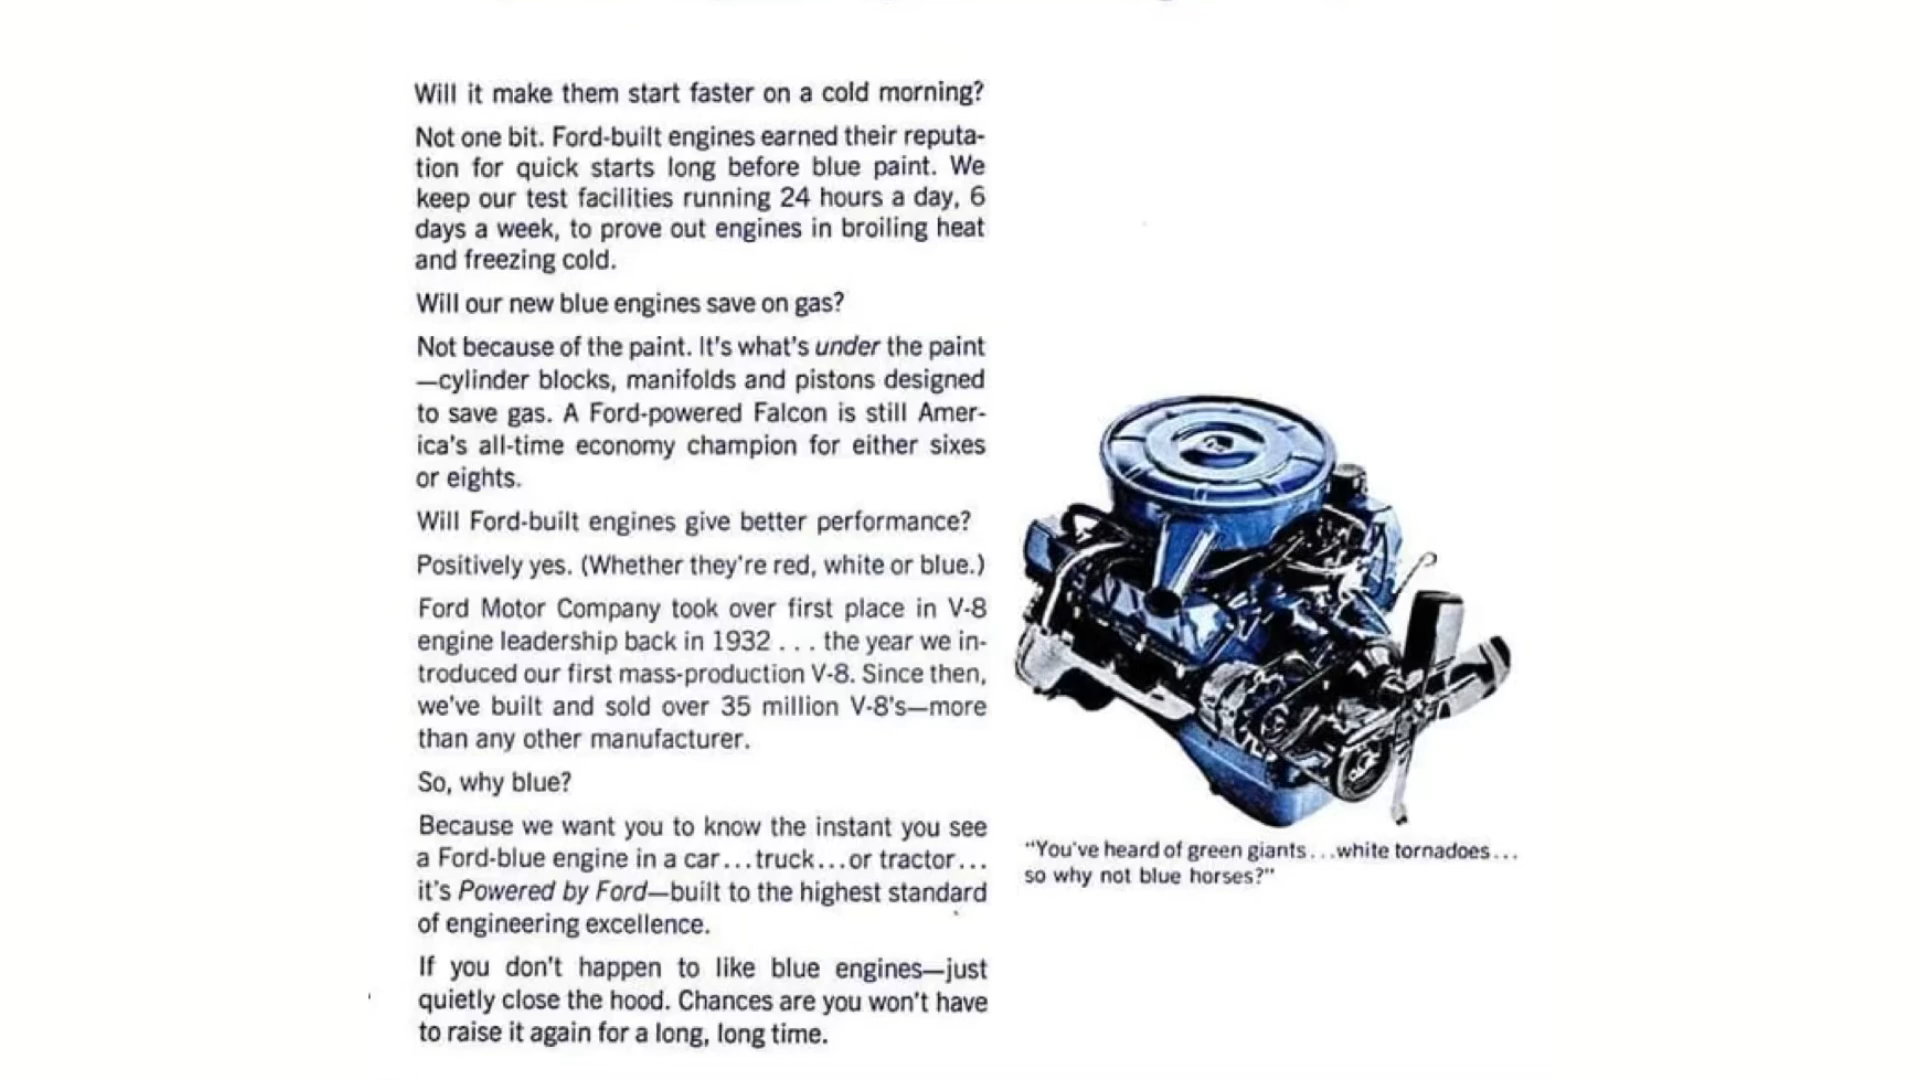 Will it make them start faster on a cold morning?
Not one bit. Ford-built engines earned their reputa-
tion for quick starts long before blue paint. We
keep our test facilities running 24 hours a day, 6
days a week, to prove out engines in broiling heat
and freezing cold.
Will our new blue engines save on gas?
Not because of the paint. It's what's under the paint
—cylinder blocks, manifolds and pistons designed
to save gas. A Ford-powered Falcon is still Amer-
ica's all-time economy champion for either sixes
or eights.
Will Ford-built engines give better performance?
Positively yes. (Whether they're red, white or blue.)
Ford Motor Company took over first place in V-8
engine leadership back in 1932 . . . the year we in-
troduced our first mass-production V-8. Since then,
we've built and sold over 35 million V-8's—more
than any other manufacturer.
So, why blue?
Because we want you to know the instant you see
a Ford-blue engine in a car...truck...or tractor...
it's Powered by Ford—built to the highest standard
of engineering excellence.
If you don't happen to like blue engines—just
quietly close the hood. Chances are you won't have
to raise it again for a long, long time.
"You've heard of green giants...white tornadoes...
so why not blue horses?"